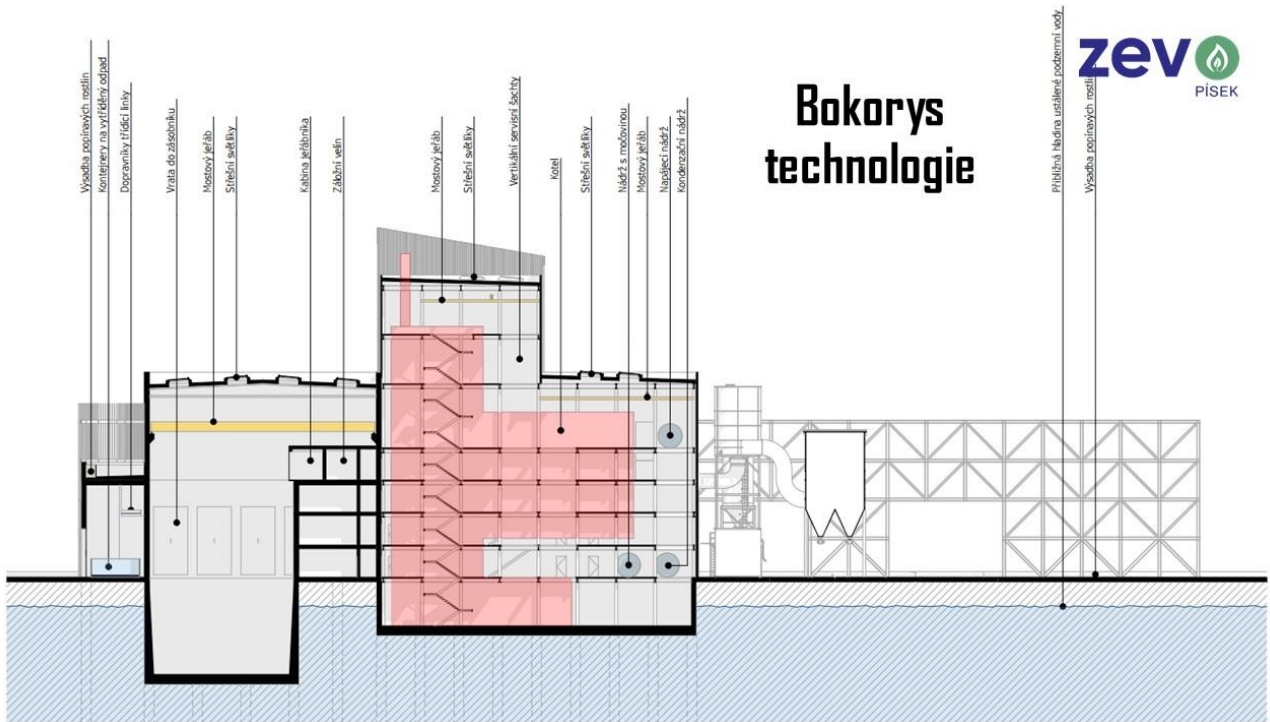 Výsadba popínavých rostlin
Kontejnery na vytříděný odpad
Dopravníky třídící linky
Vrata do zásobníku
Mostový jeřáb
Střešní světlíky
Kabina jeřábníka
Záložní velín
Mostový jeřáb
Střešní světlíky
Vertikální servisní šachty
Kotel
Střešní světlíky
Nádrž s močovinou
Mostový jeřáb
Napájecí nádrž
Kondenzační nádrž
Bokorys
technologie
Přibližná hladina ustálené podzemní vody
Výsadba popínavých rostlin
zevo
PÍSEK